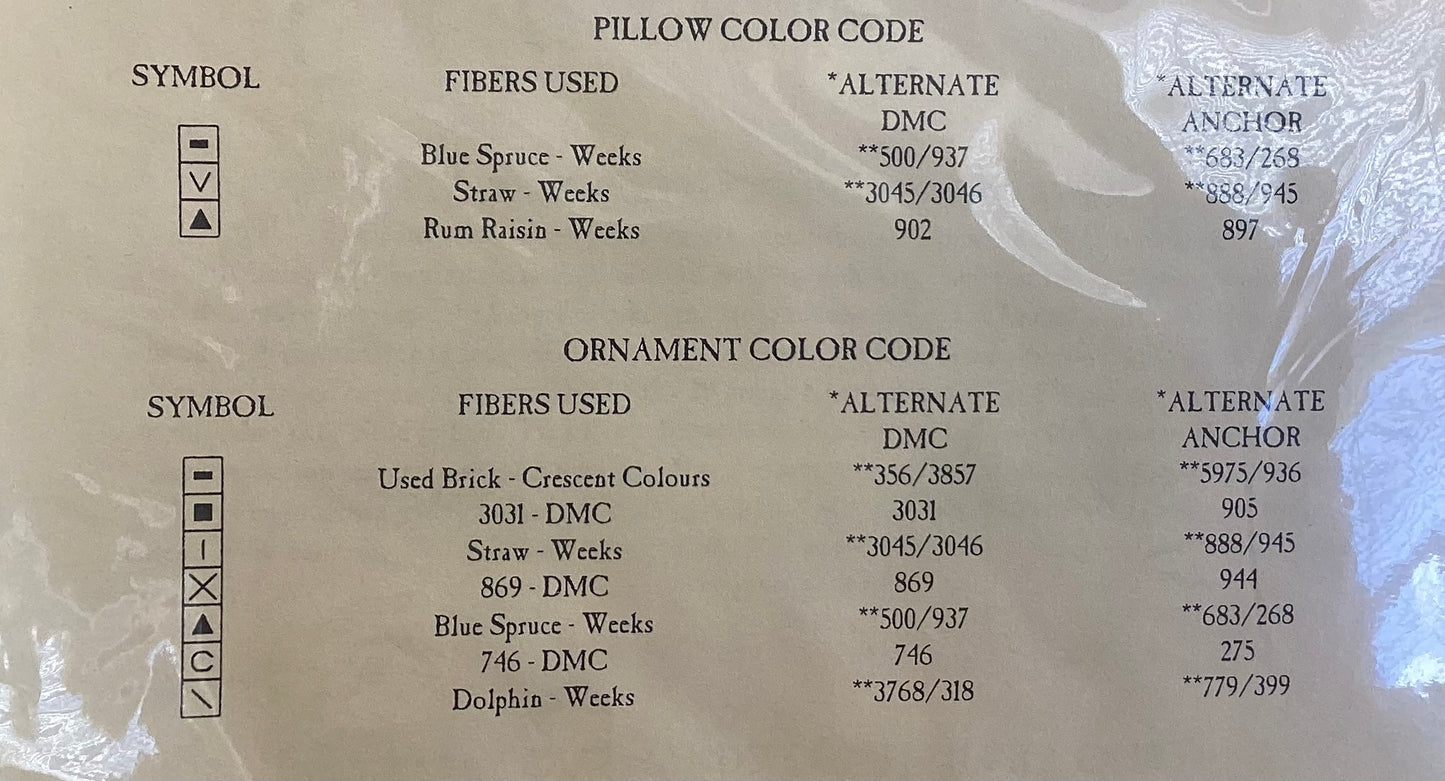 PILLOW COLOR CODE
SYMBOL FIBERS USED *ALTERNATE DMC *ALTERNATE ANCHOR
Blue Spruce - Weeks **500/937 **683/268
Straw - Weeks **3045/3046 **888/945
Rum Raisin - Weeks 902 897
ORNAMENT COLOR CODE
SYMBOL FIBERS USED *ALTERNATE DMC *ALTERNATE ANCHOR
Used Brick - Crescent Colours **356/3857 **5975/936
3031 - DMC 3031 905
Straw - Weeks **3045/3046 **888/945
869 - DMC 869 944
Blue Spruce - Weeks **500/937 **683/268
C 746 - DMC 746 275
Dolphin - Weeks **3768/318 **779/399